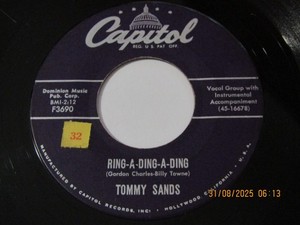 Capitol
REG. U.S. PAT. OFF.
Dominion Music
Pub. Corp.
BMI-2:12
F3690
Vocal Group with
Instrumental
Accompaniment
(45-16678)
32
RING-A-DING-A-DING
(Gordon Charles-Billy Towne)
TOMMY SANDS
31/08/2025 06:13
MANUFACTURED BY CAPITOL RECORDS, INC. • HOLLYWOOD, CALIFORNIA • U.S.A.